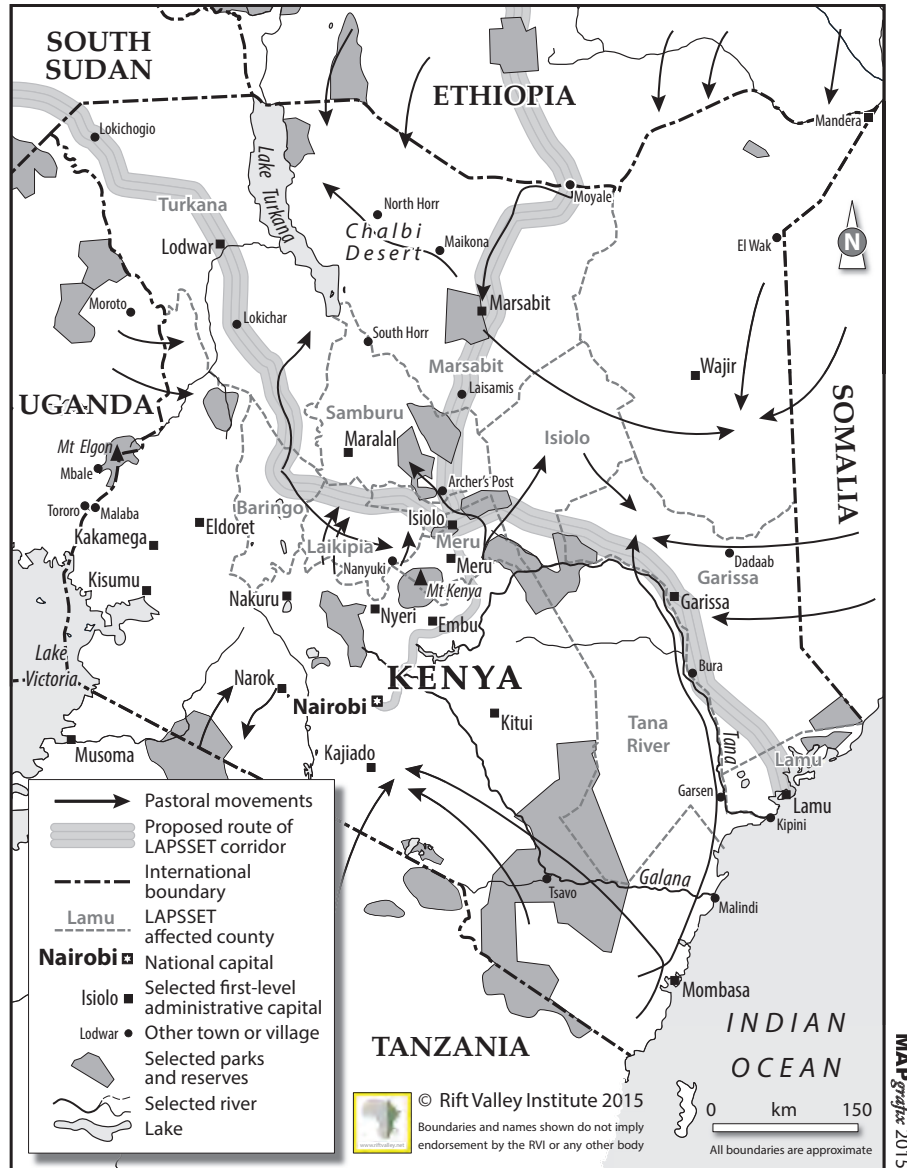 SOUTH
SUDAN
ETHIOPIA
Mandera
Lokichogio
Lake Turkana
Moyale
Turkana
North Horr
Chalbi
Desert
Maikona
El Wak
N
Lodwar
Moroto
Lokichar
Marsabit
South Horr
Marsabit
Laisamis
Wajir
UGANDA
SOMALIA
Samburu
Maralal
Isiolo
Mt Elgon
Mbale
Archer's Post
Tororo
Malaba
Baringo
Eldoret
Isiolo
Kakamega
Laikipia
Meru
Nanyuki
Meru
Dadaab
Garissa
Kisumu
Mt Kenya
Nakuru
Nyeri
Embu
Garissa
Lake
Victoria
KENYA
Bura
Narok
Nairobi
Kitui
Tana
River
Tana
Musoma
Kajiado
Lamu
Garsen
Lamu
Kipini
Galana
Tsavo
Malindi
Mombasa
INDIAN
OCEAN
TANZANIA
Pastoral movements
Proposed route of
LAPSSET corridor
International
boundary
Lamu LAPSSET
affected county
Nairobi National capital
Isiolo Selected first-level
administrative capital
Lodwar Other town or village
Selected parks
and reserves
Selected river
Lake
www.riftvalley.net
© Rift Valley Institute 2015
Boundaries and names shown do not imply
endorsement by the RVI or any other body
0 km 150
All boundaries are approximate
MAPgrafix 2015